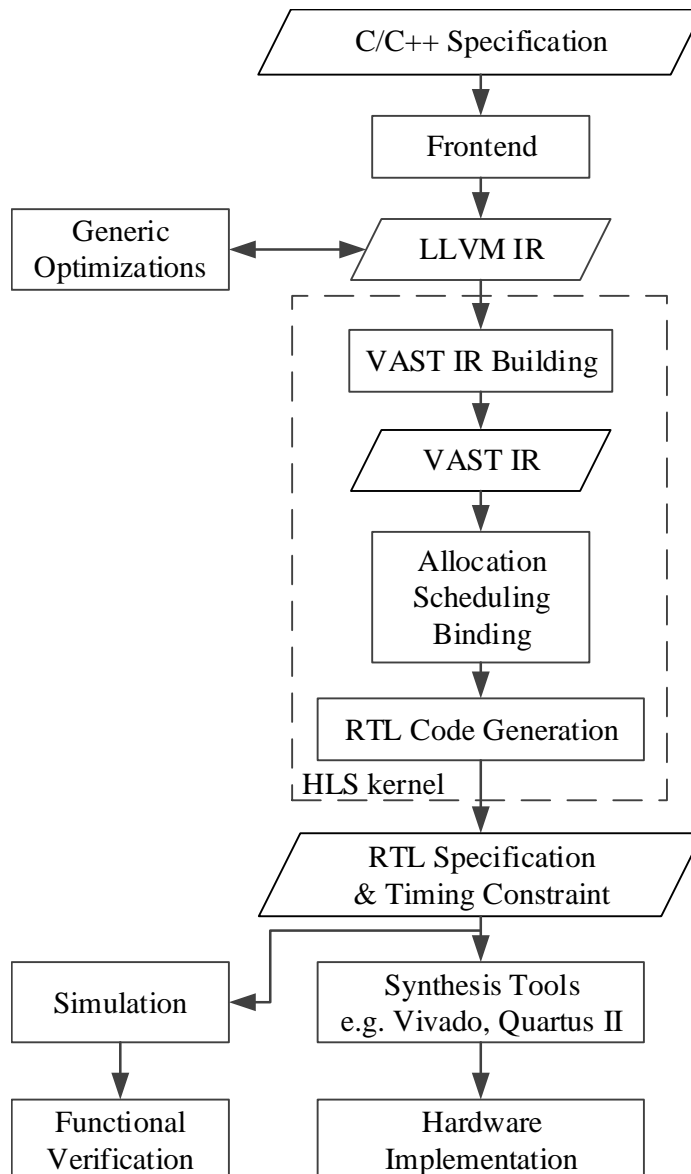 C/C++ Specification
Frontend
Generic
Optimizations
LLVM IR
VAST IR Building
VAST IR
Allocation
Scheduling
Binding
RTL Code Generation
HLS kernel
RTL Specification
& Timing Constraint
Simulation
Synthesis Tools
e.g. Vivado, Quartus II
Functional
Verification
Hardware
Implementation